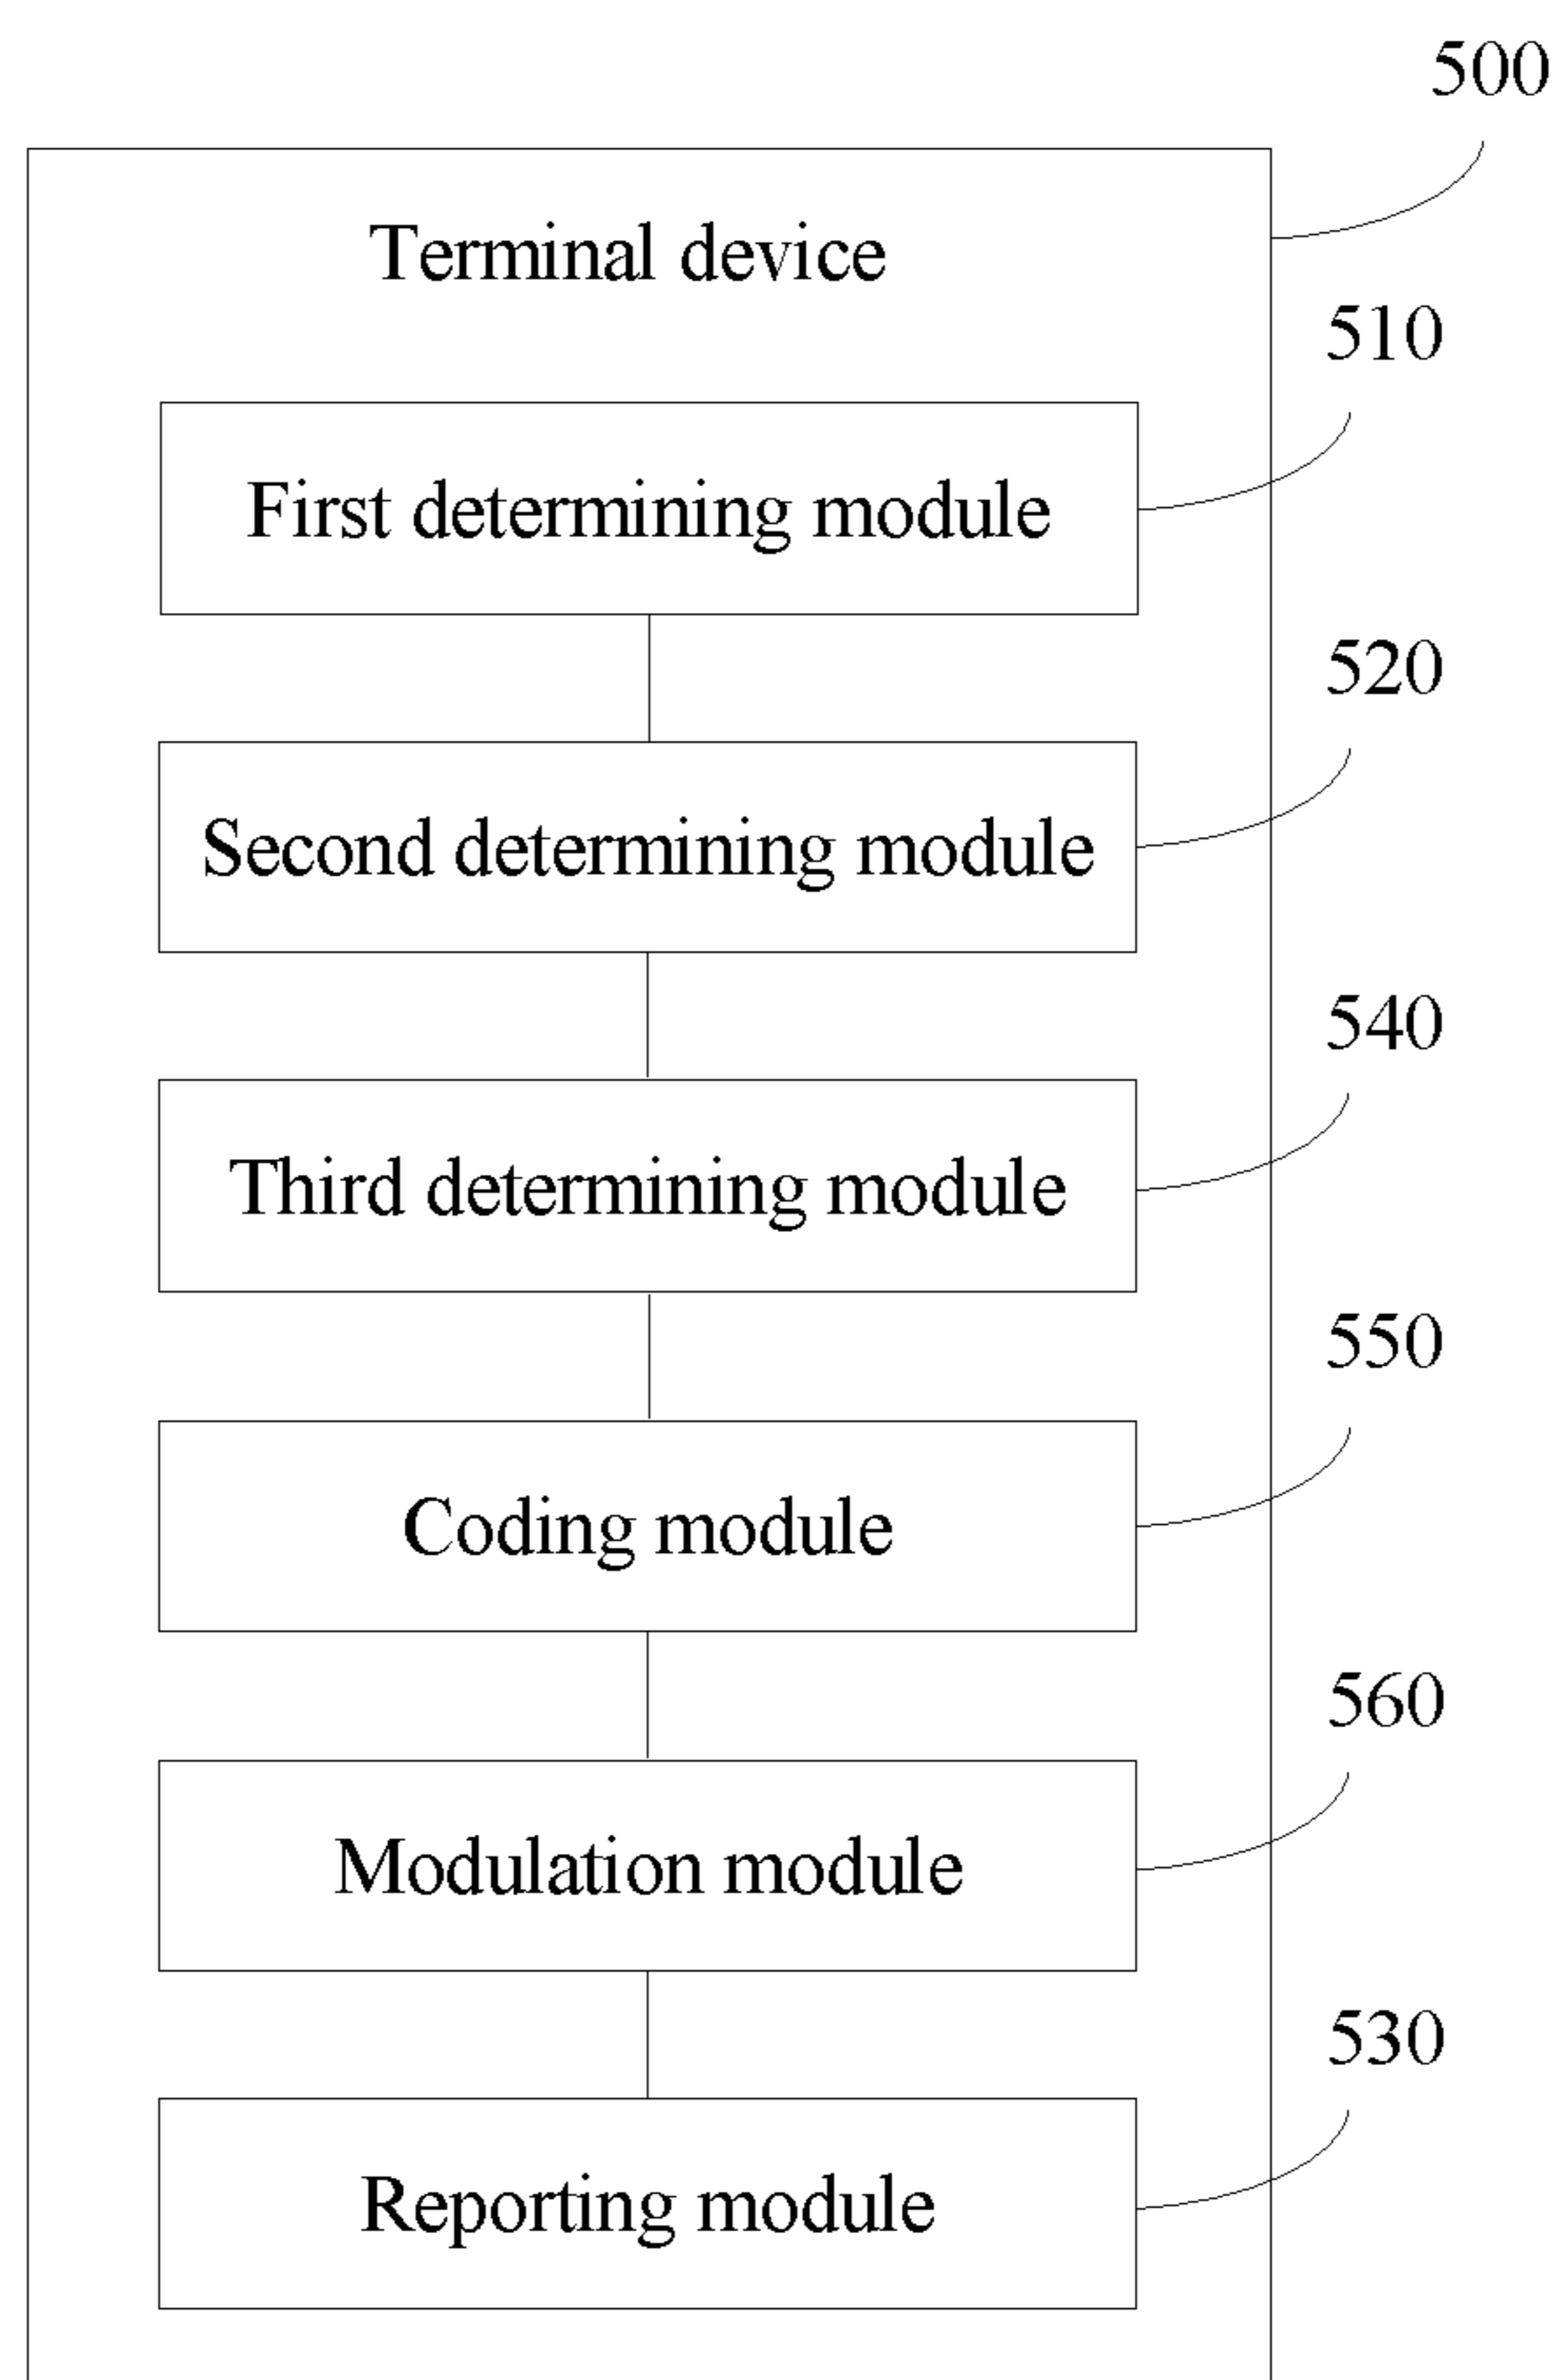 500
Terminal device
510
First determining module
520
Second determining module
540
Third determining module
550
Coding module
560
Modulation module
530
Reporting module